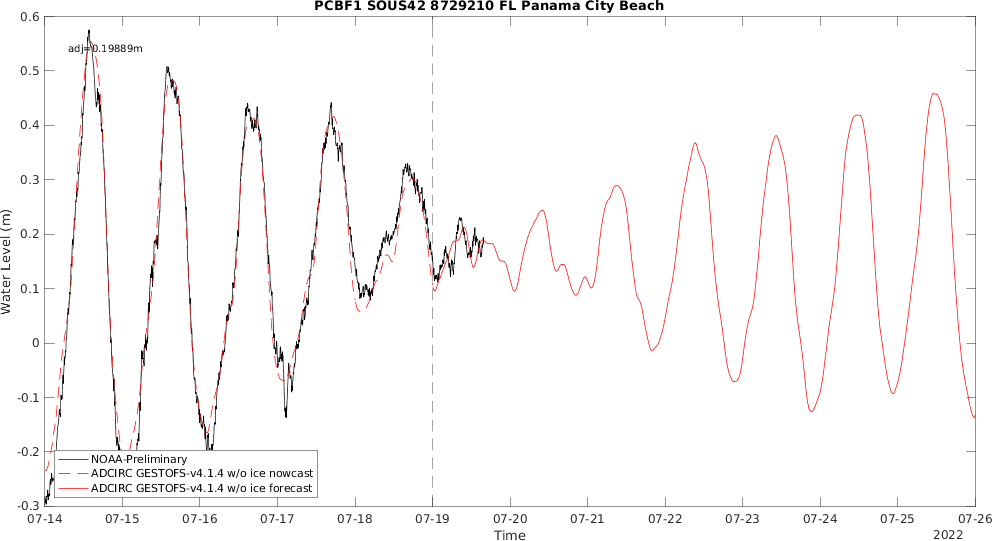 PCBF1 SOUS42 8729210 FL Panama City Beach
0.6
adj=0.19889m
0.5
0.4
0.3
0.2
0.1
0
-0.1
-0.2
-0.3
Water Level (m)
NOAA-Preliminary
ADCIRC GESTOFS-v4.1.4 w/o ice nowcast
ADCIRC GESTOFS-v4.1.4 w/o ice forecast
07-14 07-15 07-16 07-17 07-18 07-19 07-20 07-21 07-22 07-23 07-24 07-25 07-26
Time
2022